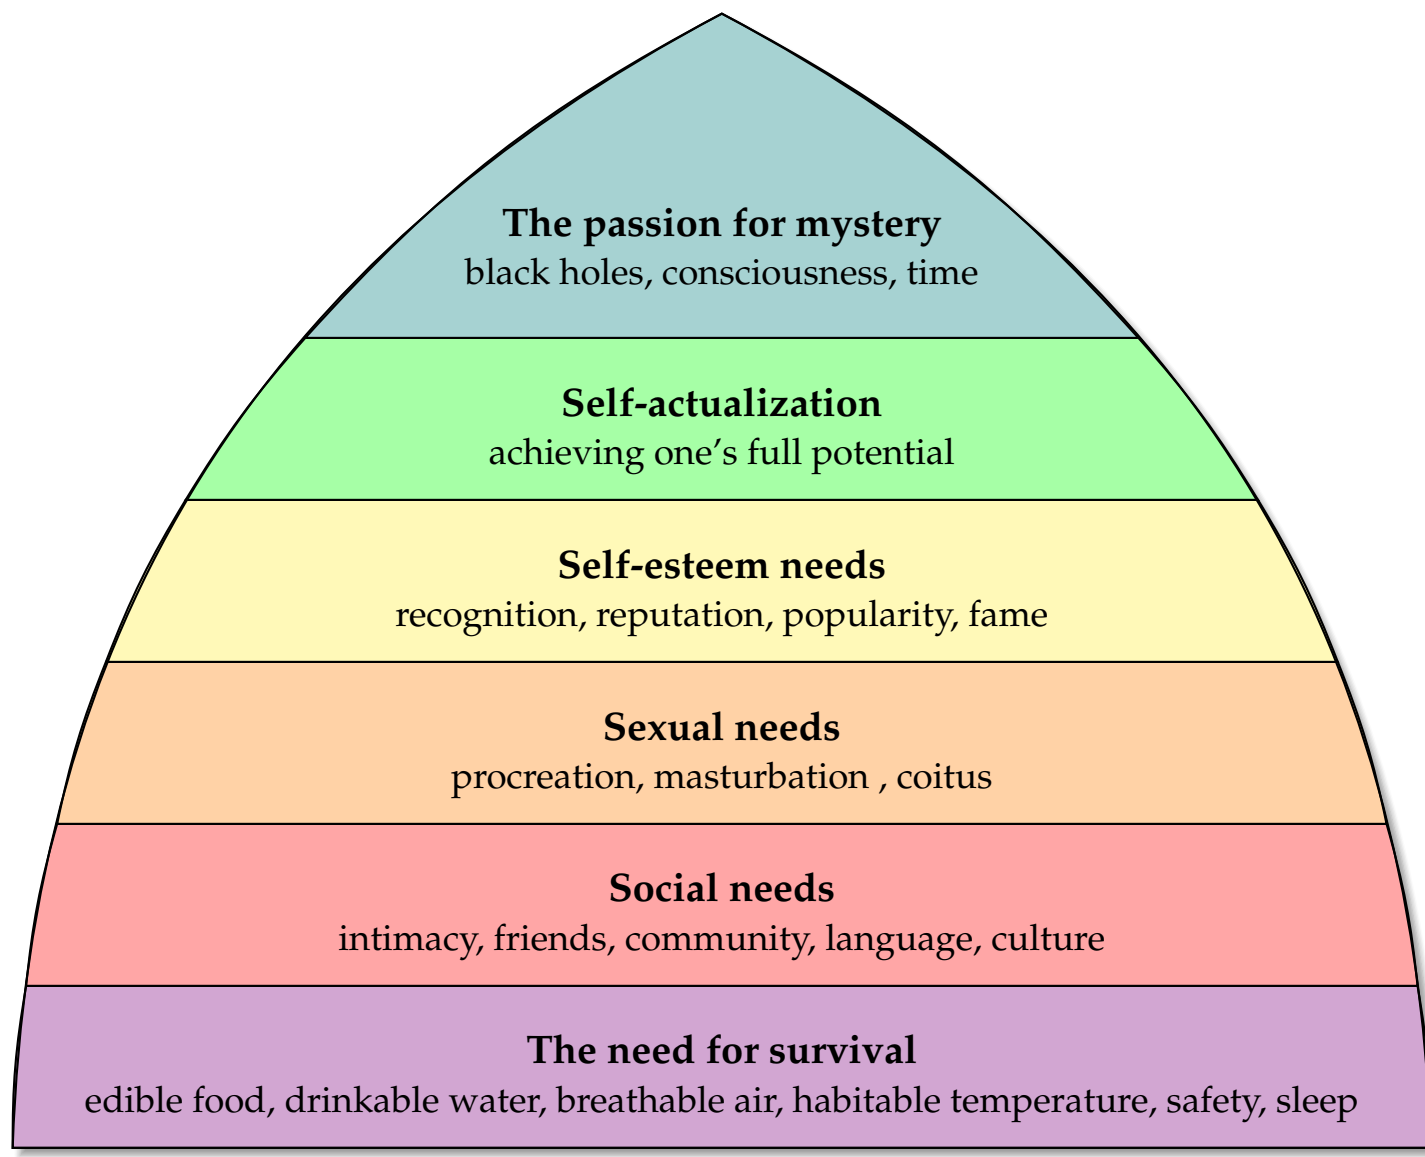 The passion for mystery
black holes, consciousness, time
Self-actualization
achieving one’s full potential
Self-esteem needs
recognition, reputation, popularity, fame
Sexual needs
procreation, masturbation , coitus
Social needs
intimacy, friends, community, language, culture
The need for survival
edible food, drinkable water, breathable air, habitable temperature, safety, sleep